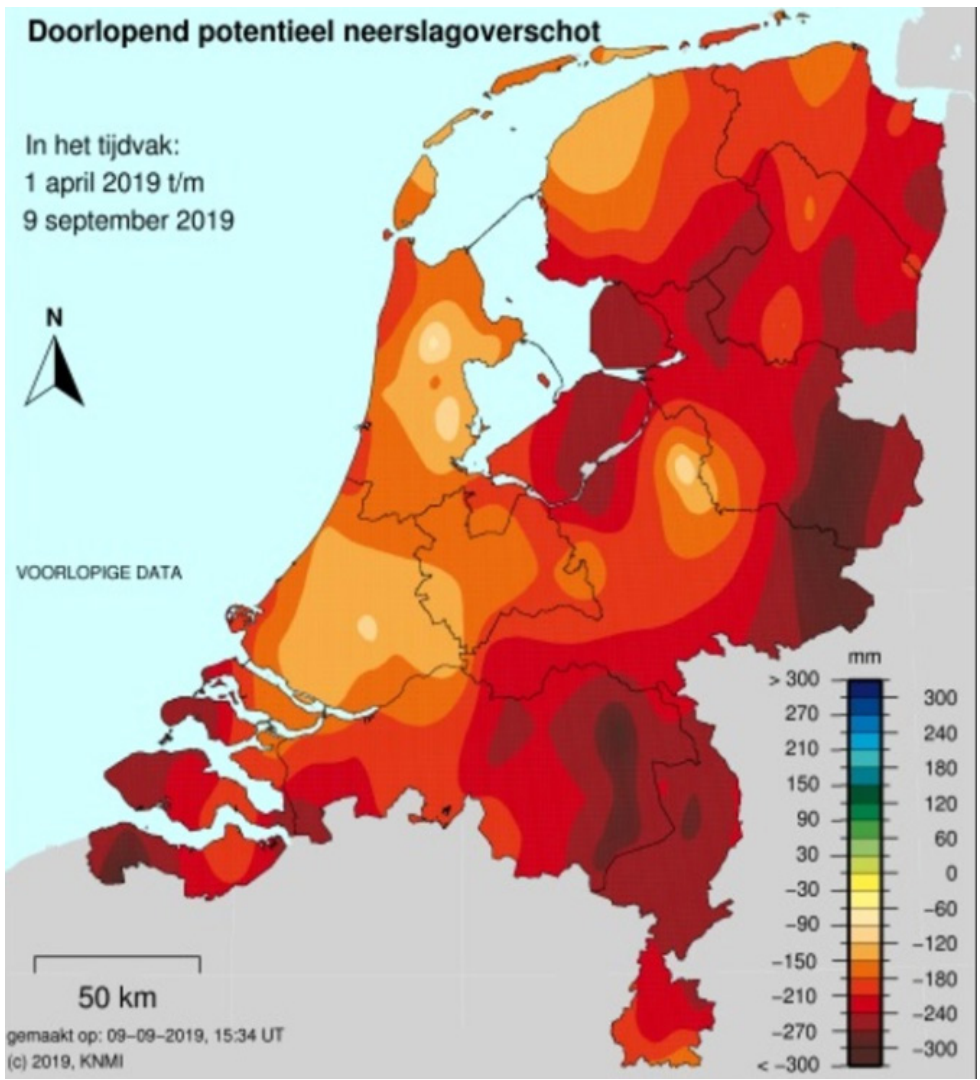 Doorlopend potentieel neerslagoverschot
In het tijdvak:
1 april 2019 t/m
9 september 2019
N
VOORLOPIGE DATA
mm
> 300
300
270
240
210
180
150
120
90
60
30
0
−30
−60
−90
−120
−150
−180
−210
−240
−270
−300
< −300
50 km
gemaakt op: 09−09−2019, 15:34 UT
(c) 2019, KNMI